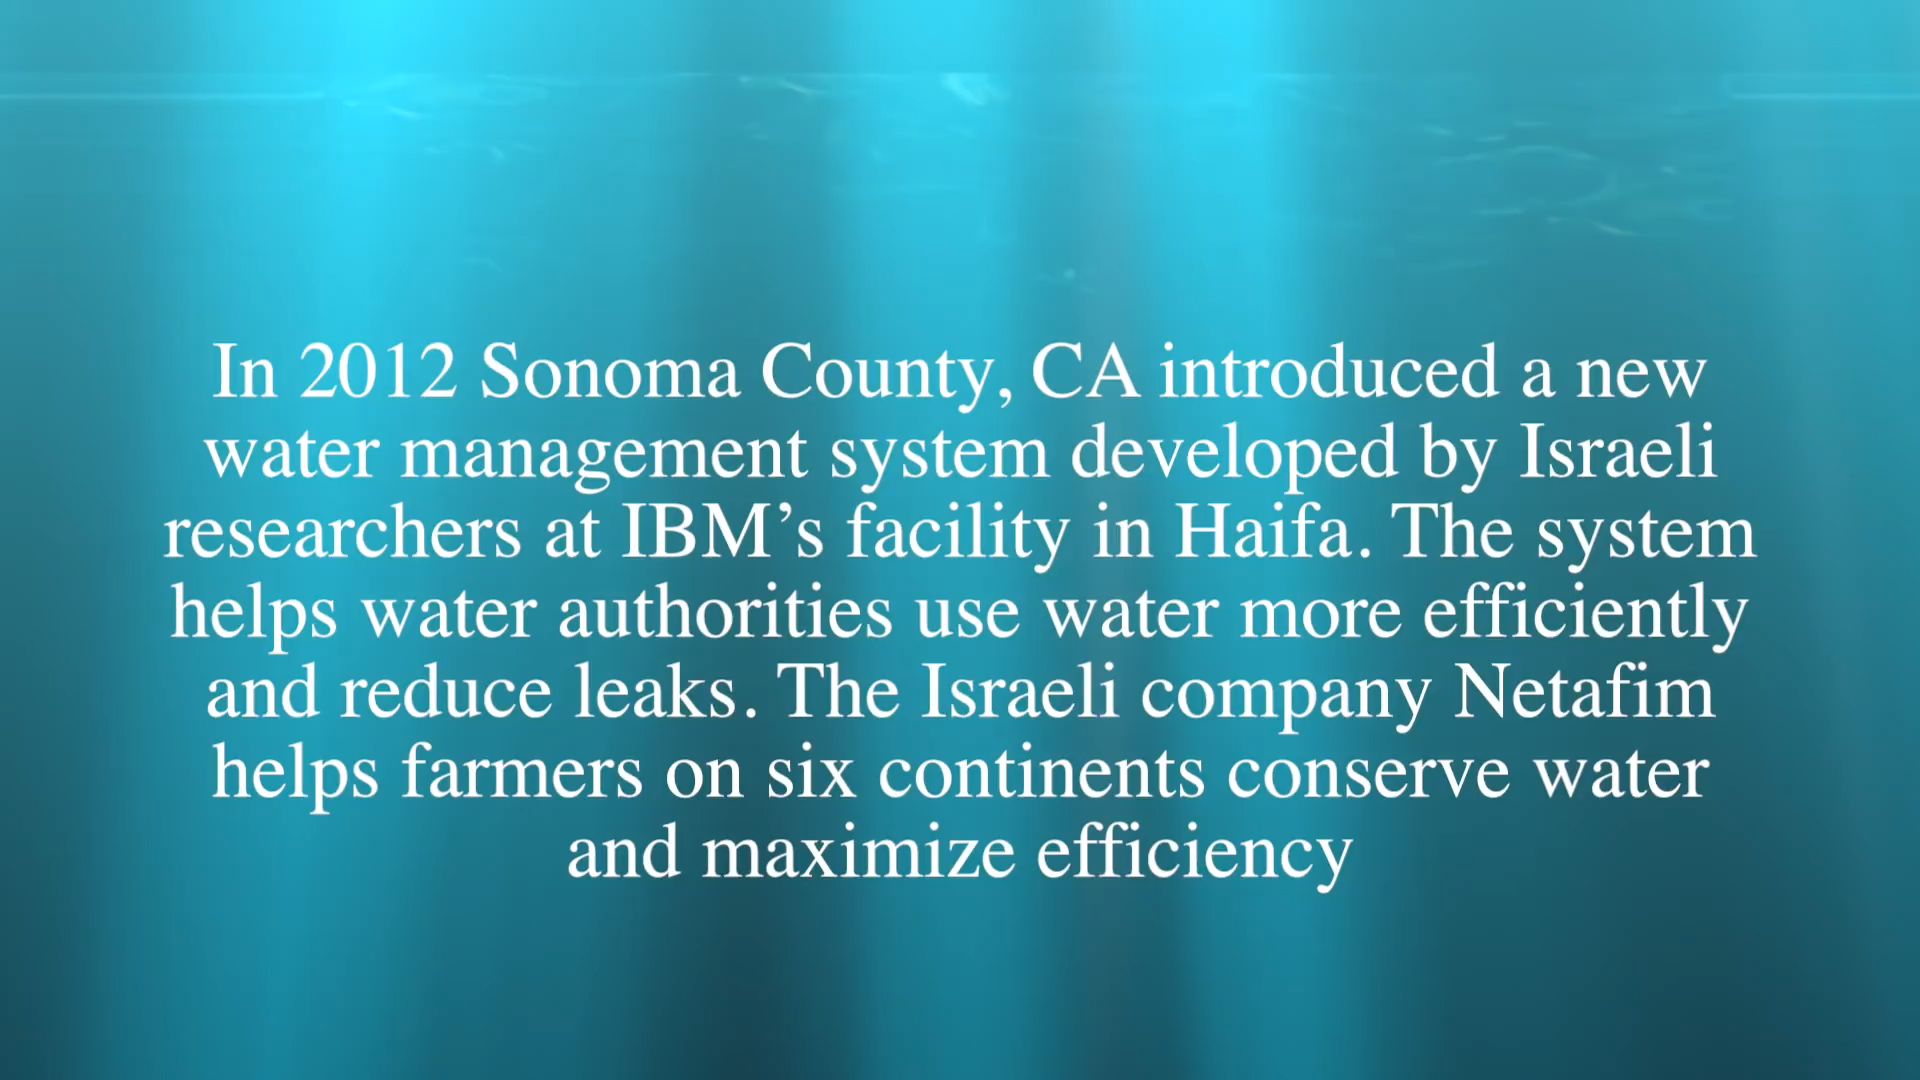 In 2012 Sonoma County, CA introduced a new
water management system developed by Israeli
researchers at IBM’s facility in Haifa. The system
helps water authorities use water more efficiently
and reduce leaks. The Israeli company Netafim
helps farmers on six continents conserve water
and maximize efficiency